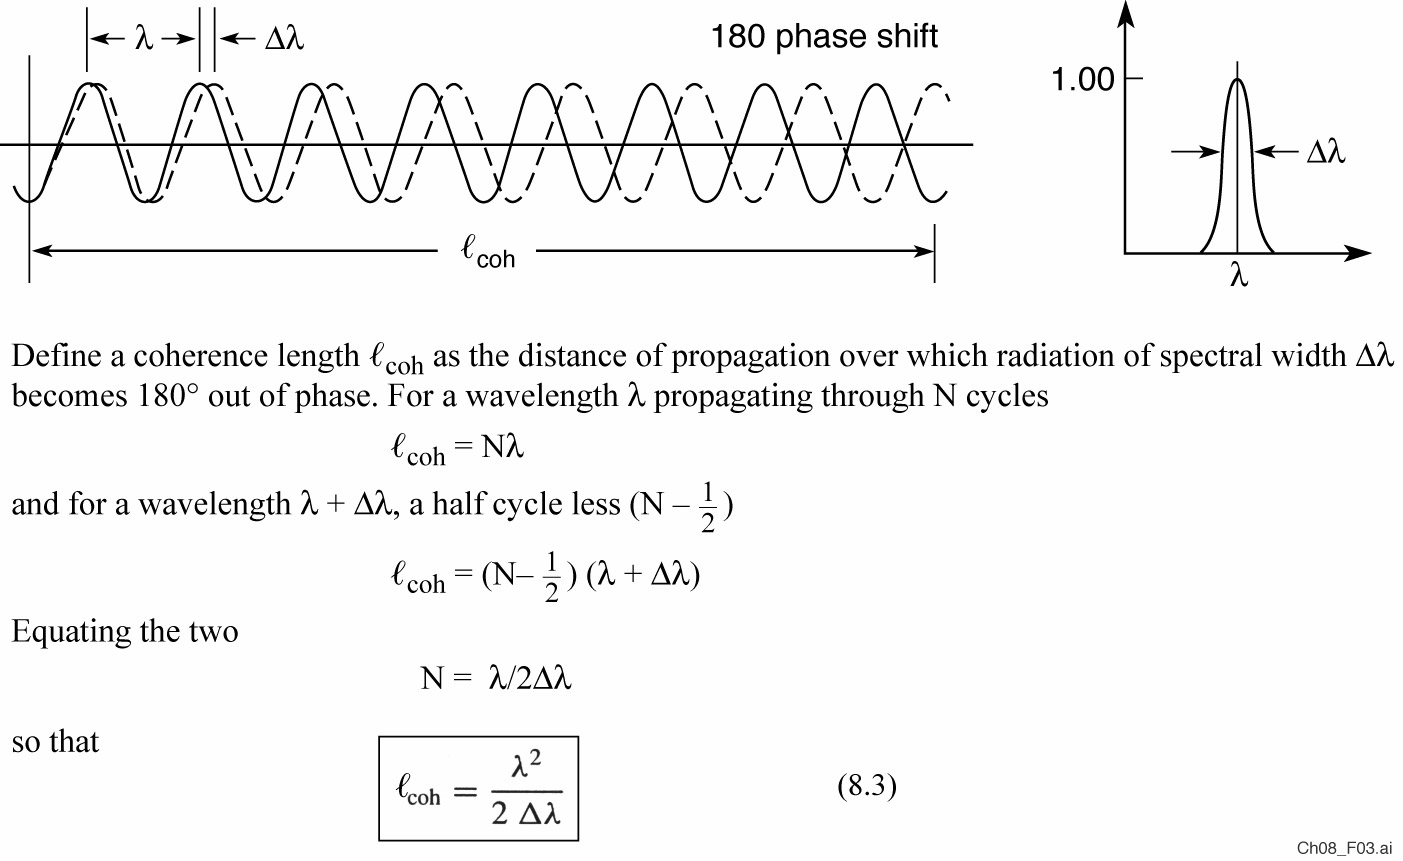 λ Δλ 180 phase shift
1.00
Δλ
ℓcoh
λ
Define a coherence length ℓcoh as the distance of propagation over which radiation of spectral width Δλ
becomes 180° out of phase. For a wavelength λ propagating through N cycles
ℓcoh = Nλ
and for a wavelength λ + Δλ, a half cycle less (N – 1/2)
ℓcoh = (N– 1/2) (λ + Δλ)
Equating the two
N = λ/2Δλ
so that
ℓcoh = λ²/2 Δλ (8.3)
Ch08_F03.ai